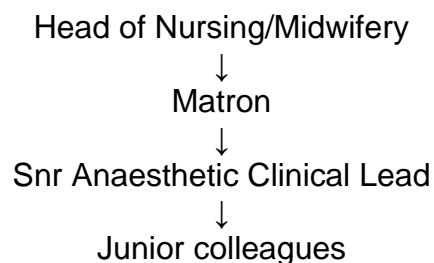 Head of Nursing/Midwifery
↓
Matron
↓
Snr Anaesthetic Clinical Lead
↓
Junior colleagues